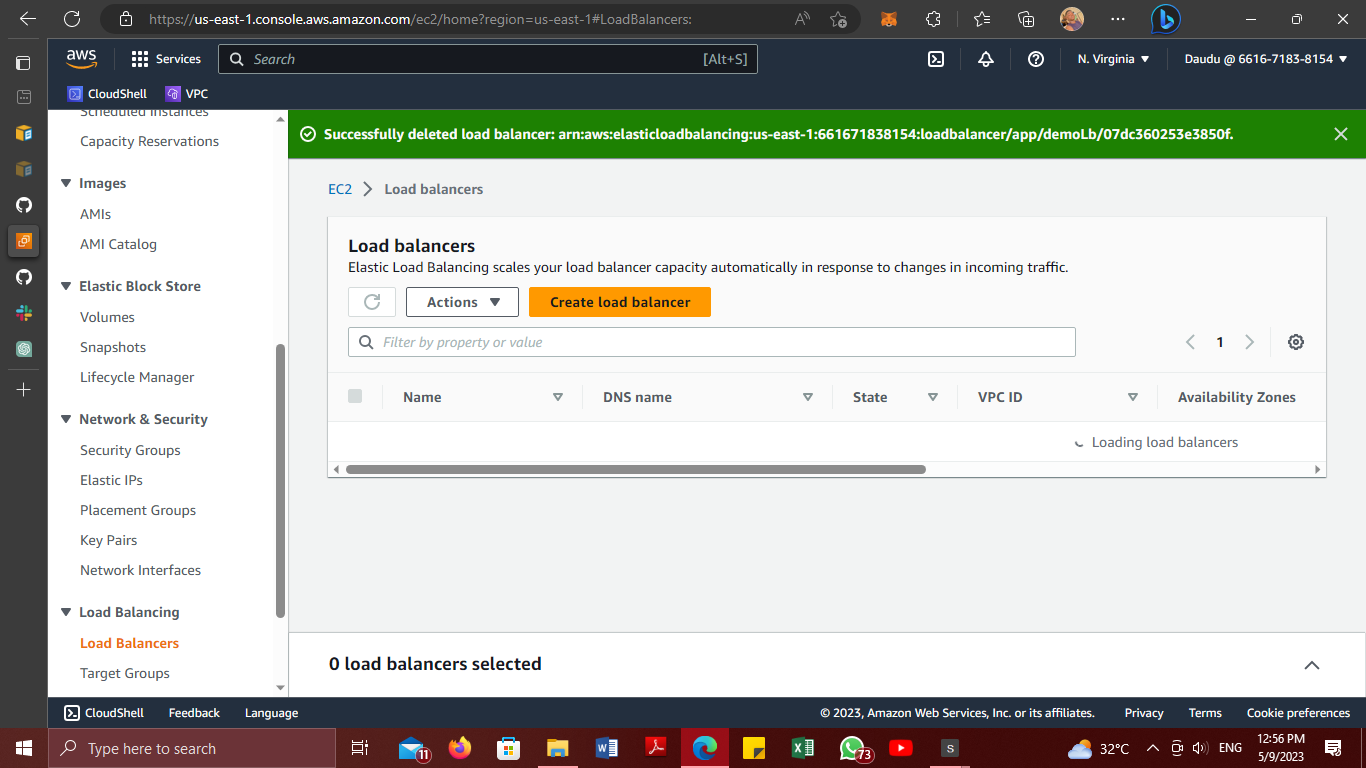 https://us-east-1.console.aws.amazon.com/ec2/home?region=us-east-1#LoadBalancers:
aws
Services
Search
[Alt+S]
N. Virginia
Daudu @ 6616-7183-8154
CloudShell
VPC
Scheduled Instances
Capacity Reservations
Images
AMIs
AMI Catalog
Elastic Block Store
Volumes
Snapshots
Lifecycle Manager
Network & Security
Security Groups
Elastic IPs
Placement Groups
Key Pairs
Network Interfaces
Load Balancing
Load Balancers
Target Groups
Successfully deleted load balancer: arn:aws:elasticloadbalancing:us-east-1:661671838154:loadbalancer/app/demoLb/07dc360253e3850f.
EC2 > Load balancers
Load balancers
Elastic Load Balancing scales your load balancer capacity automatically in response to changes in incoming traffic.
Actions
Create load balancer
Filter by property or value
1
Name
DNS name
State
VPC ID
Availability Zones
Loading load balancers
0 load balancers selected
CloudShell
Feedback
Language
© 2023, Amazon Web Services, Inc. or its affiliates.
Privacy
Terms
Cookie preferences
Type here to search
11
73
S
32°C
ENG
12:56 PM
5/9/2023